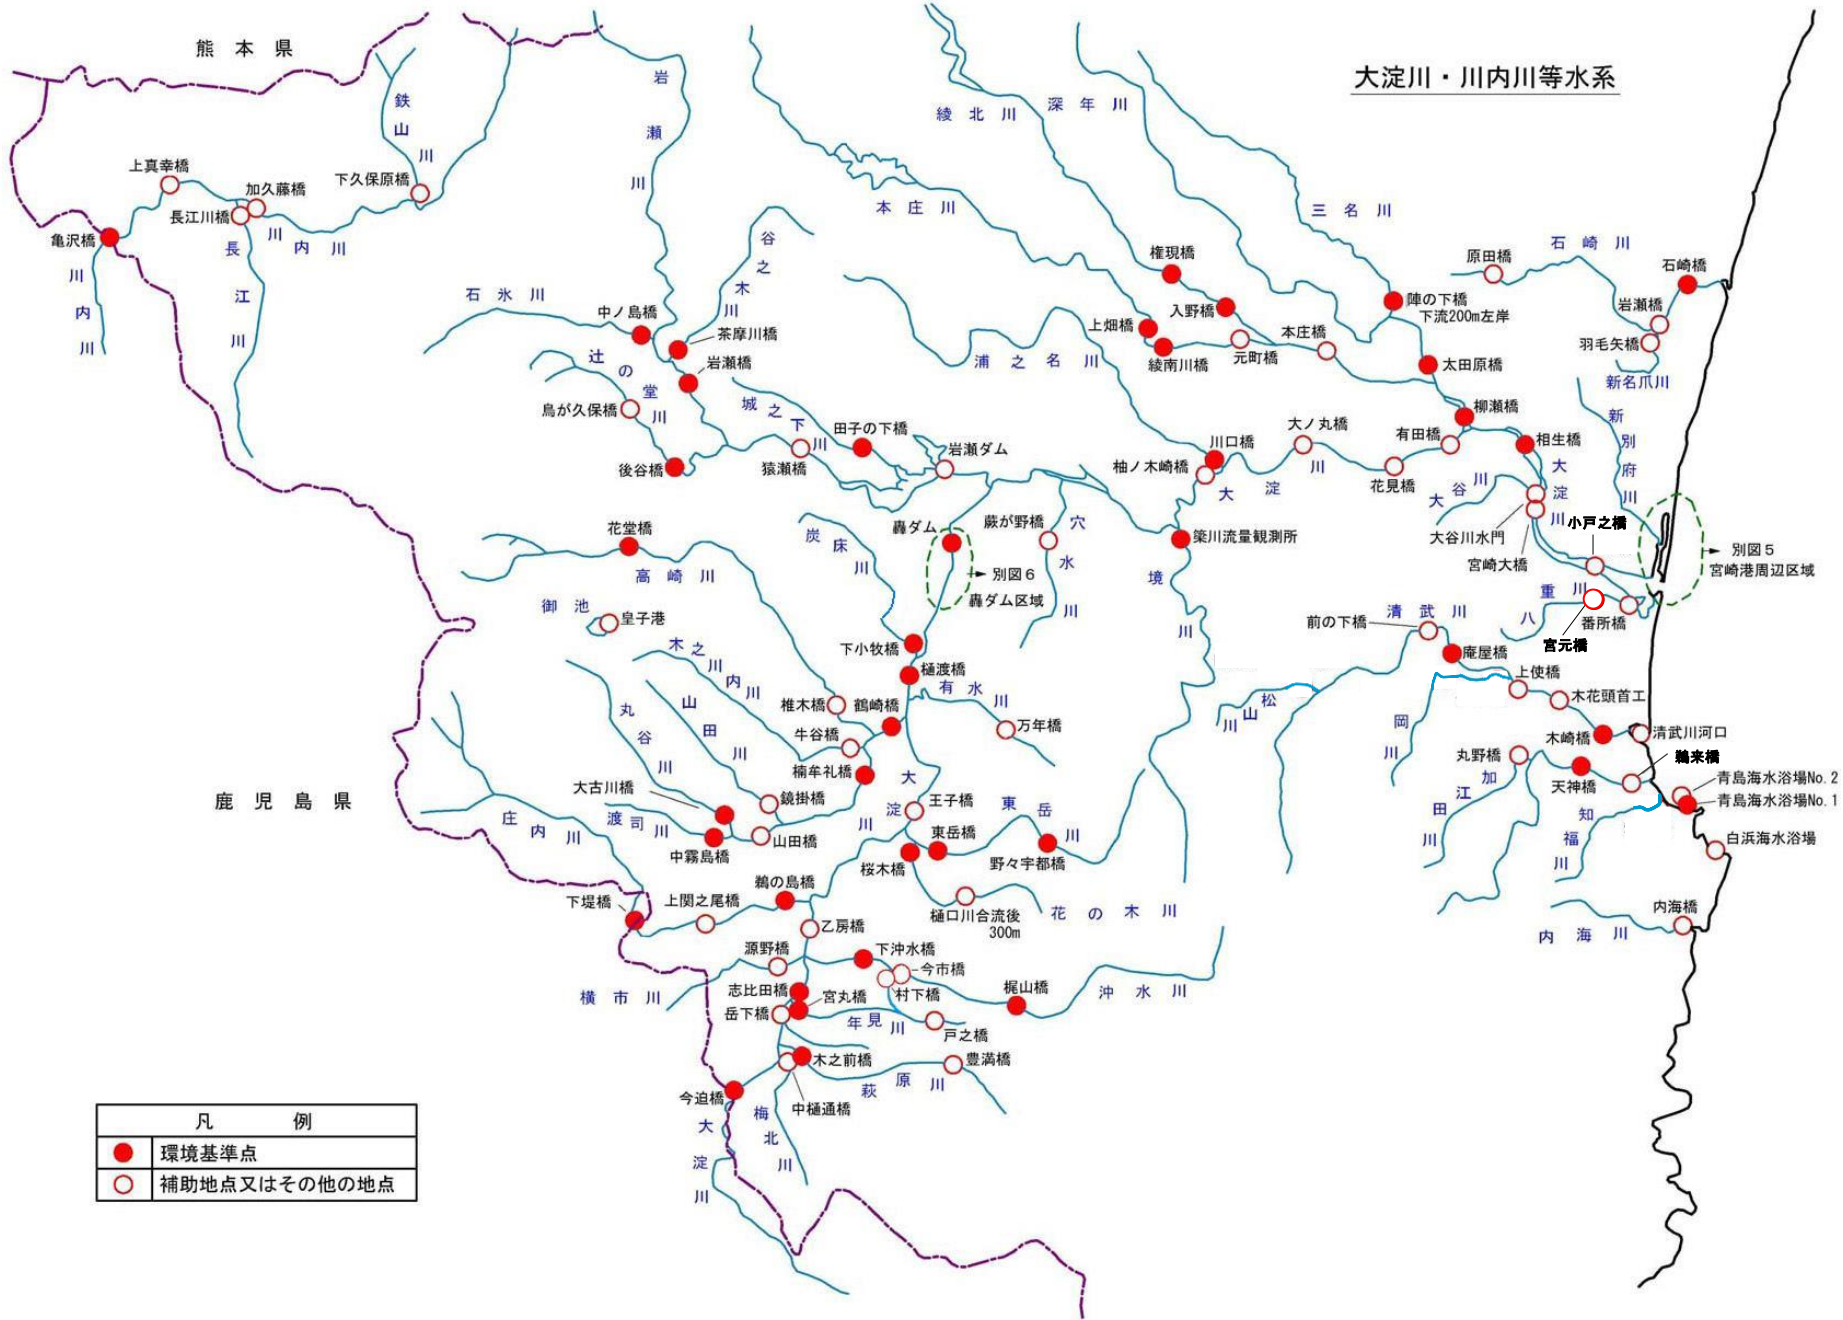 大淀川・川内川等水系
熊本県
鹿児島県
鉄山川
下久保原橋
上真幸橋
加久藤橋
長江川橋
亀沢橋
川内川
川内川
長江川
岩瀬川
石氷川
中ノ島橋
茶摩川橋
谷之木川
岩瀬橋
辻の堂川
鳥が久保橋
後谷橋
城之下川
田子の下橋
猿瀬橋
岩瀬ダム
綾北川
深年川
本庄川
三名川
権現橋
入野橋
上畑橋
綾南川橋
元町橋
本庄橋
陣の下橋
下流200m左岸
太田原橋
浦之名川
石崎川
原田橋
石崎橋
岩瀬橋
羽毛矢橋
新名爪川
新別府川
柳瀬橋
相生橋
有田橋
大ノ丸橋
川口橋
柚ノ木崎橋
花見橋
大淀川
大淀川
大谷川
大谷川水門
宮崎大橋
小戸之橋
別図5
宮崎港周辺区域
八重川
宮元橋
番所橋
轟ダム
別図6
轟ダム区域
蕨が野橋
穴水川
境川
簗川流量観測所
花堂橋
高崎川
炭床川
御池
皇子港
下小牧橋
樋渡橋
有水川
万年橋
木之川内川
山田川
丸谷川
椎木橋
鶴崎橋
牛谷橋
楠牟礼橋
大古川橋
鏡掛橋
渡司川
中霧島橋
山田橋
庄内川
大淀川
王子橋
東岳川
東岳橋
野々宇都橋
桜木橋
樋口川合流後
300m
花の木川
鵜の島橋
上関之尾橋
下堤橋
乙房橋
源野橋
下沖水橋
今市橋
村下橋
梶山橋
沖水川
横市川
志比田橋
宮丸橋
岳下橋
年見川
戸之橋
木之前橋
豊満橋
萩原川
今迫橋
中樋通橋
梅北川
大淀川
清武川
前の下橋
庵屋橋
上使橋
木花頭首工
松山川
岡川
木崎橋
清武川河口
丸野橋
天神橋
鵜来橋
加江田川
知福川
青島海水浴場No.2
青島海水浴場No.1
白浜海水浴場
内海橋
内海川
凡例
環境基準点
補助地点又はその他の地点